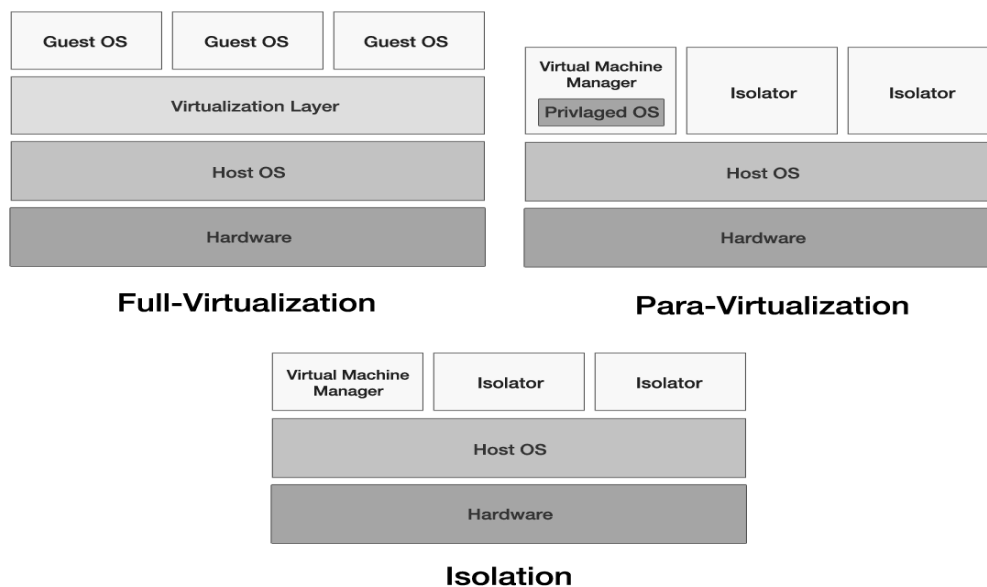 Guest OS
Guest OS
Guest OS
Virtualization Layer
Host OS
Hardware
Full-Virtualization
Virtual Machine
Manager
Privlaged OS
Isolator
Isolator
Host OS
Hardware
Para-Virtualization
Virtual Machine
Manager
Isolator
Isolator
Host OS
Hardware
Isolation